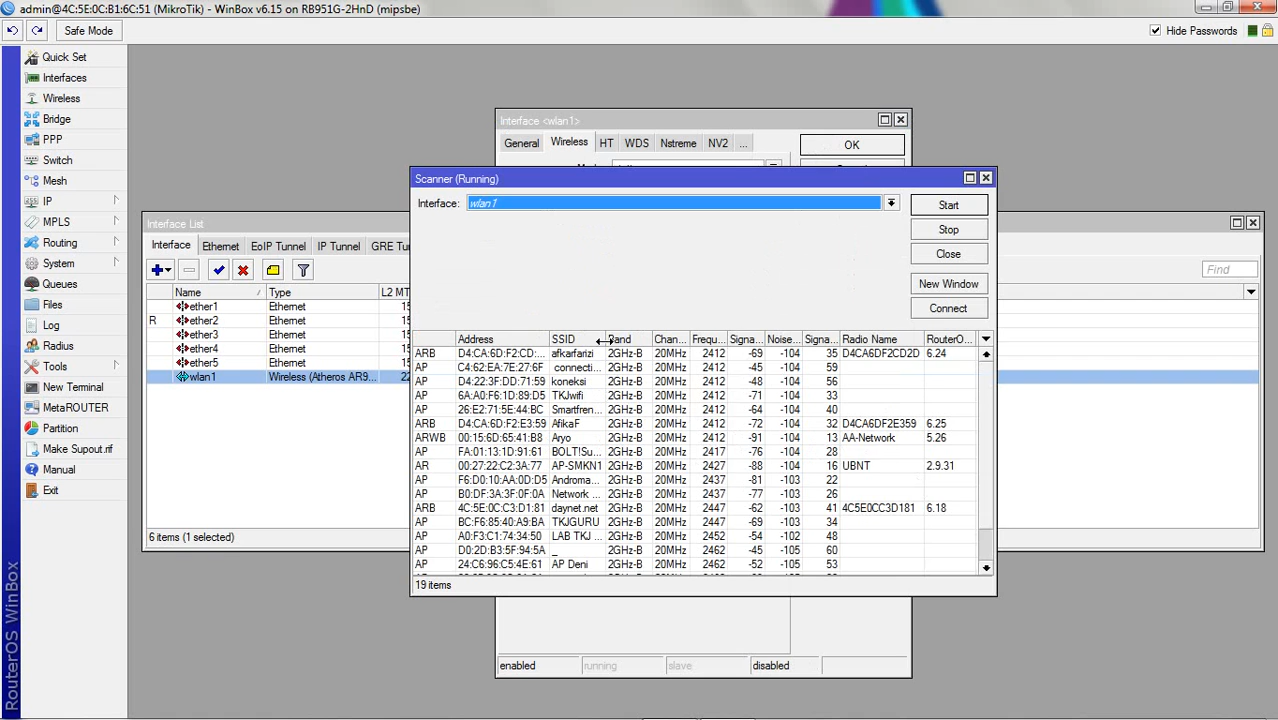 admin@4C:5E:0C:B1:6C:51 (MikroTik) - WinBox v6.15 on RB951G-2HnD (mipsbe)
Safe Mode
Hide Passwords
Quick Set
Interfaces
Wireless
Bridge
PPP
Switch
Mesh
IP
MPLS
Routing
System
Queues
Files
Log
Radius
Tools
New Terminal
MetaROUTER
Partition
Make Supout.rif
Manual
Exit
RouterOS WinBox
Interface <wlan1>
General Wireless HT WDS Nstreme NV2 ...
OK
Interface List
Interface Ethernet EoIP Tunnel IP Tunnel GRE Tu
Find
Name / Type L2 MT
ether1 Ethernet 15
R ether2 Ethernet 15
ether3 Ethernet 15
ether4 Ethernet 15
ether5 Ethernet 15
wlan1 Wireless (Atheros AR9... 22
6 items (1 selected)
Scanner (Running)
Interface: wlan1
Start
Stop
Close
New Window
Connect
Address SSID Band Chan... Frequ... Signa... Noise... Signa... Radio Name RouterO...
ARB D4:CA:6D:F2:CD:... afkarfarizi 2GHz-B 20MHz 2412 -69 -104 35 D4CA6DF2CD2D 6.24
AP C4:62:EA:7E:27:6F connecti... 2GHz-B 20MHz 2412 -45 -104 59
AP D4:22:3F:DD:71:59 koneksi 2GHz-B 20MHz 2412 -48 -104 56
AP 6A:A0:F6:1D:89:D5 TKJwifi 2GHz-B 20MHz 2412 -71 -104 33
AP 26:E2:71:5E:44:BC Smartfren... 2GHz-B 20MHz 2412 -64 -104 40
ARB D4:CA:6D:F2:E3:59 AfikaF 2GHz-B 20MHz 2412 -72 -104 32 D4CA6DF2E359 6.25
ARWB 00:15:6D:65:41:B8 Aryo 2GHz-B 20MHz 2412 -91 -104 13 AA-Network 5.26
AP FA:01:13:1D:91:61 BOLT!Su... 2GHz-B 20MHz 2417 -76 -104 28
AR 00:27:22:C2:3A:77 AP-SMKN1 2GHz-B 20MHz 2427 -88 -104 16 UBNT 2.9.31
AP F6:D0:10:AA:0D:D5 Androma... 2GHz-B 20MHz 2437 -81 -103 22
AP B0:DF:3A:3F:0F:0A Network ... 2GHz-B 20MHz 2437 -77 -103 26
ARB 4C:5E:0C:C3:D1:81 daynet.net 2GHz-B 20MHz 2447 -62 -103 41 4C5E0CC3D181 6.18
AP BC:F6:85:40:A9:BA TKJGURU 2GHz-B 20MHz 2447 -69 -103 34
AP A0:F3:C1:74:34:50 LAB TKJ ... 2GHz-B 20MHz 2452 -54 -102 48
AP D0:2D:B3:5F:94:5A _ 2GHz-B 20MHz 2462 -45 -105 60
AP 24:C6:96:C5:4E:61 AP Deni 2GHz-B 20MHz 2462 -52 -105 53
19 items
enabled running slave disabled